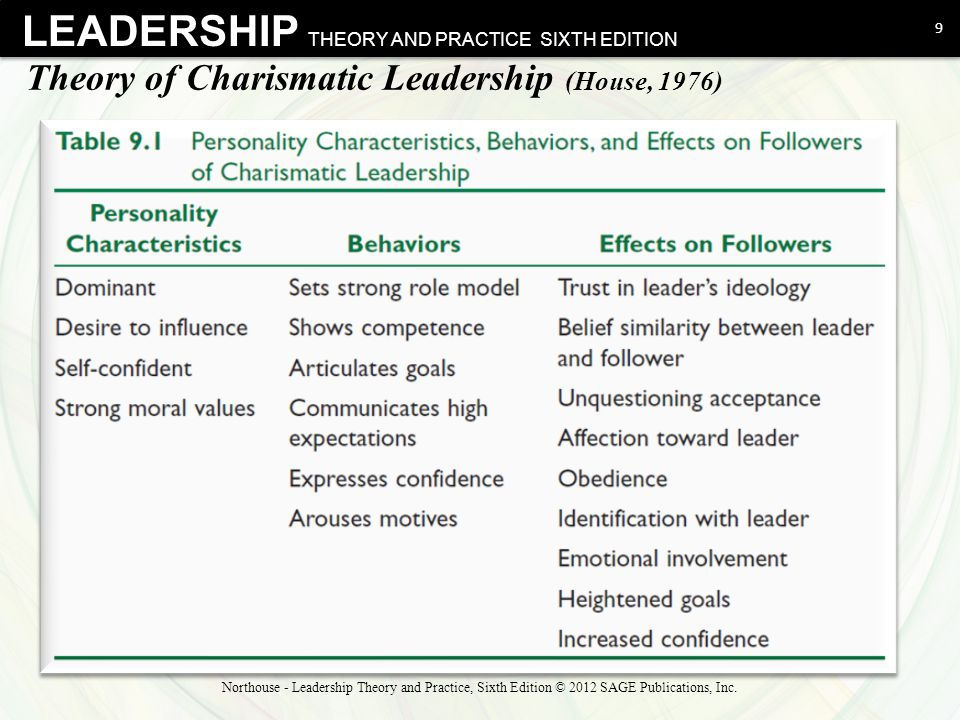 LEADERSHIP THEORY AND PRACTICE SIXTH EDITION
9
Theory of Charismatic Leadership (House, 1976)
Table 9.1 Personality Characteristics, Behaviors, and Effects on Followers
of Charismatic Leadership
Personality
Characteristics Behaviors Effects on Followers
Dominant Sets strong role model Trust in leader's ideology
Desire to influence Shows competence Belief similarity between leader
and follower
Self-confident Articulates goals
Unquestioning acceptance
Strong moral values Communicates high
expectations
Affection toward leader
Expresses confidence Obedience
Arouses motives Identification with leader
Emotional involvement
Heightened goals
Increased confidence
Northouse - Leadership Theory and Practice, Sixth Edition © 2012 SAGE Publications, Inc.